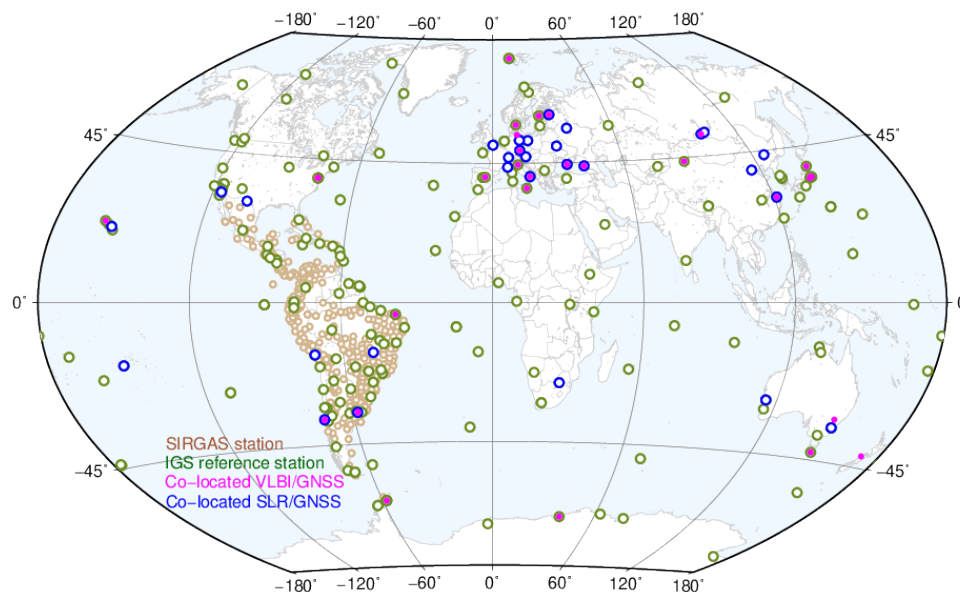 −180° −120° −60° 0° 60° 120° 180°
45° 45°
0° 0
SIRGAS station
IGS reference station
Co-located VLBI/GNSS
Co-located SLR/GNSS
−45° −45°
−180° −120° −60° 0° 60° 120° 180°